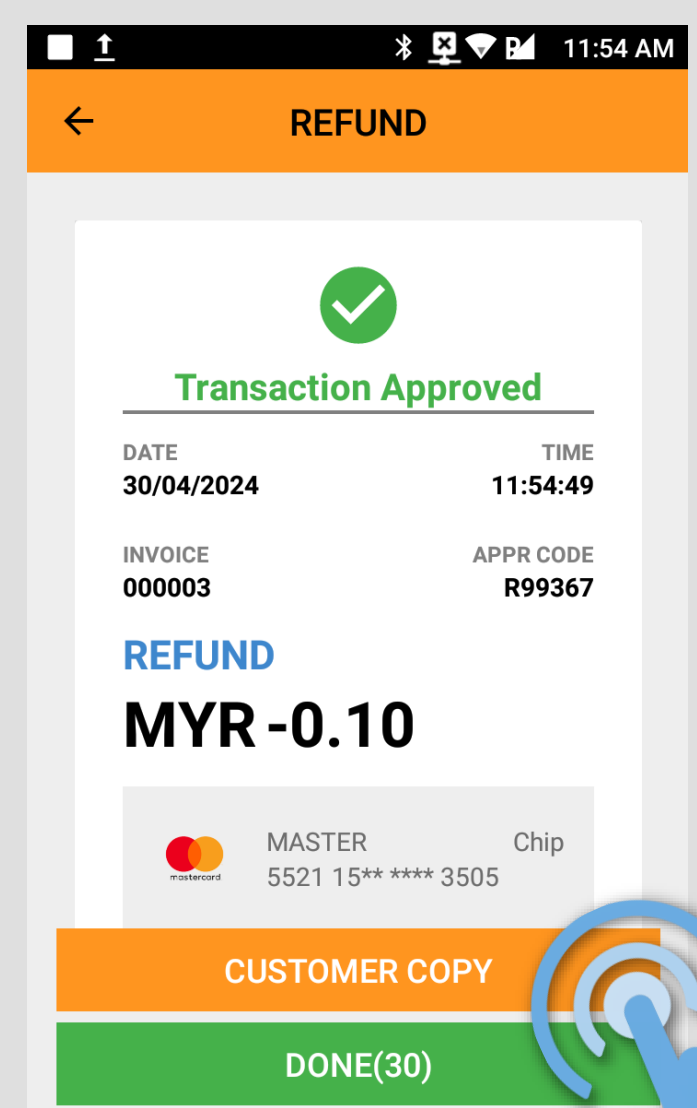 11:54 AM
REFUND
Transaction Approved
DATE TIME
30/04/2024 11:54:49
INVOICE APPR CODE
000003 R99367
REFUND
MYR -0.10
MASTER Chip
mastercard 5521 15** **** 3505
CUSTOMER COPY
DONE(30)